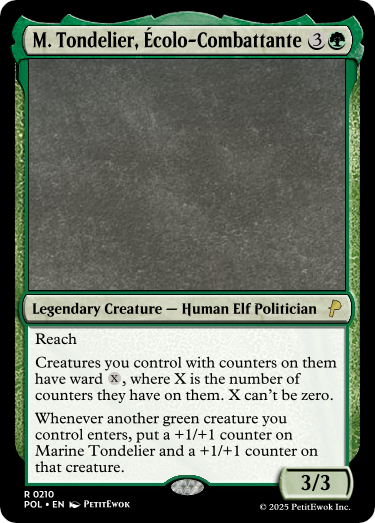 M. Tondelier, Écolo-Combattante 3
Legendary Creature — Human Elf Politician
Reach
Creatures you control with counters on them
have ward X, where X is the number of
counters they have on them. X can't be zero.
Whenever another green creature you
control enters, put a +1/+1 counter on
Marine Tondelier and a +1/+1 counter on
that creature.
3/3
R 0210
POL • EN PetitEwok
© 2025 PetitEwok Inc.